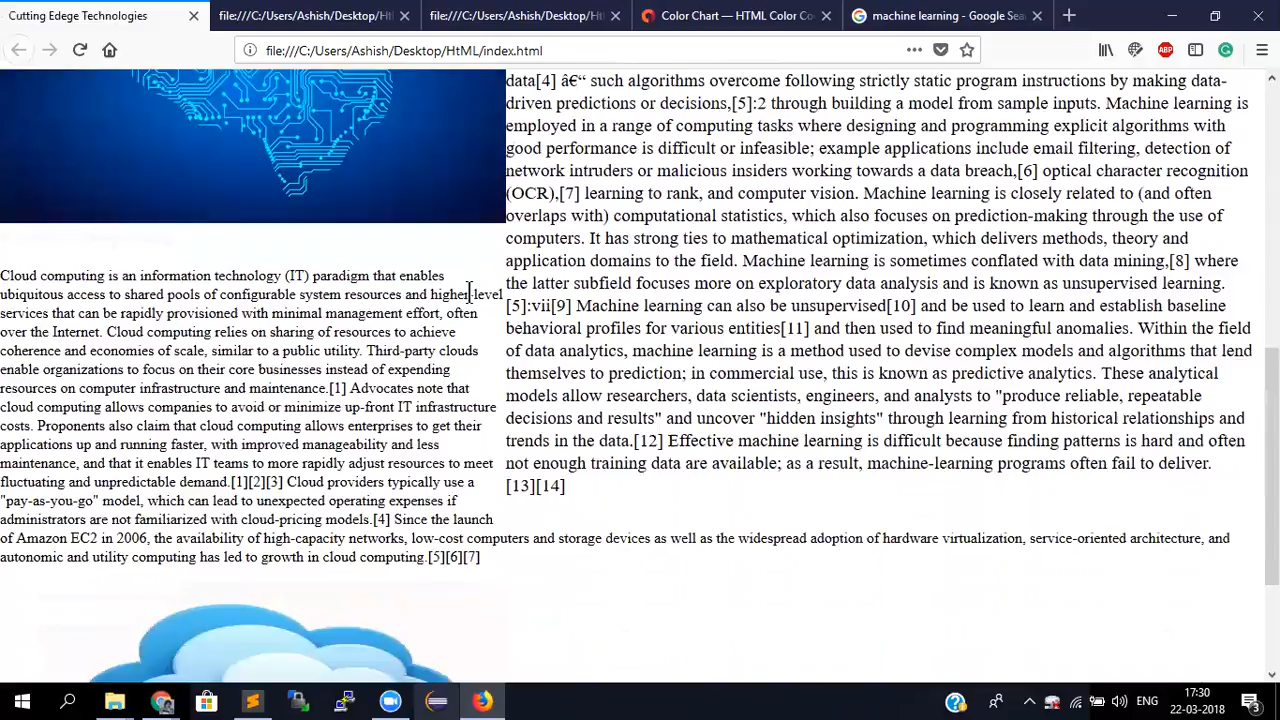 Cutting Edege Technologies
file:///C:/Users/Ashish/Desktop/Ht
file:///C:/Users/Ashish/Desktop/Ht
Color Chart — HTML Color Co
machine learning - Google Sea
file:///C:/Users/Ashish/Desktop/HtML/index.html
ABP
data[4] â€“ such algorithms overcome following strictly static program instructions by making data-
driven predictions or decisions,[5]:2 through building a model from sample inputs. Machine learning is
employed in a range of computing tasks where designing and programming explicit algorithms with
good performance is difficult or infeasible; example applications include email filtering, detection of
network intruders or malicious insiders working towards a data breach,[6] optical character recognition
(OCR),[7] learning to rank, and computer vision. Machine learning is closely related to (and often
overlaps with) computational statistics, which also focuses on prediction-making through the use of
computers. It has strong ties to mathematical optimization, which delivers methods, theory and
application domains to the field. Machine learning is sometimes conflated with data mining,[8] where
the latter subfield focuses more on exploratory data analysis and is known as unsupervised learning.
[5]:vii[9] Machine learning can also be unsupervised[10] and be used to learn and establish baseline
behavioral profiles for various entities[11] and then used to find meaningful anomalies. Within the field
of data analytics, machine learning is a method used to devise complex models and algorithms that lend
themselves to prediction; in commercial use, this is known as predictive analytics. These analytical
models allow researchers, data scientists, engineers, and analysts to "produce reliable, repeatable
decisions and results" and uncover "hidden insights" through learning from historical relationships and
trends in the data.[12] Effective machine learning is difficult because finding patterns is hard and often
not enough training data are available; as a result, machine-learning programs often fail to deliver.
[13][14]
Cloud computing is an information technology (IT) paradigm that enables
ubiquitous access to shared pools of configurable system resources and higher-level
services that can be rapidly provisioned with minimal management effort, often
over the Internet. Cloud computing relies on sharing of resources to achieve
coherence and economies of scale, similar to a public utility. Third-party clouds
enable organizations to focus on their core businesses instead of expending
resources on computer infrastructure and maintenance.[1] Advocates note that
cloud computing allows companies to avoid or minimize up-front IT infrastructure
costs. Proponents also claim that cloud computing allows enterprises to get their
applications up and running faster, with improved manageability and less
maintenance, and that it enables IT teams to more rapidly adjust resources to meet
fluctuating and unpredictable demand.[1][2][3] Cloud providers typically use a
"pay-as-you-go" model, which can lead to unexpected operating expenses if
administrators are not familiarized with cloud-pricing models.[4] Since the launch
of Amazon EC2 in 2006, the availability of high-capacity networks, low-cost computers and storage devices as well as the widespread adoption of hardware virtualization, service-oriented architecture, and
autonomic and utility computing has led to growth in cloud computing.[5][6][7]
ENG
17:30
22-03-2018
3